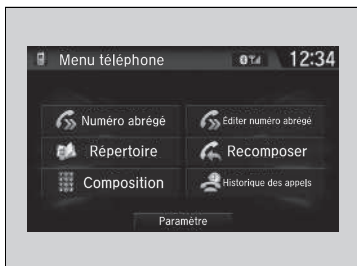 Menu téléphone 12:34
Numéro abrégé Éditer numéro abrégé
Répertoire Recomposer
Composition Historique des appels
Paramètre